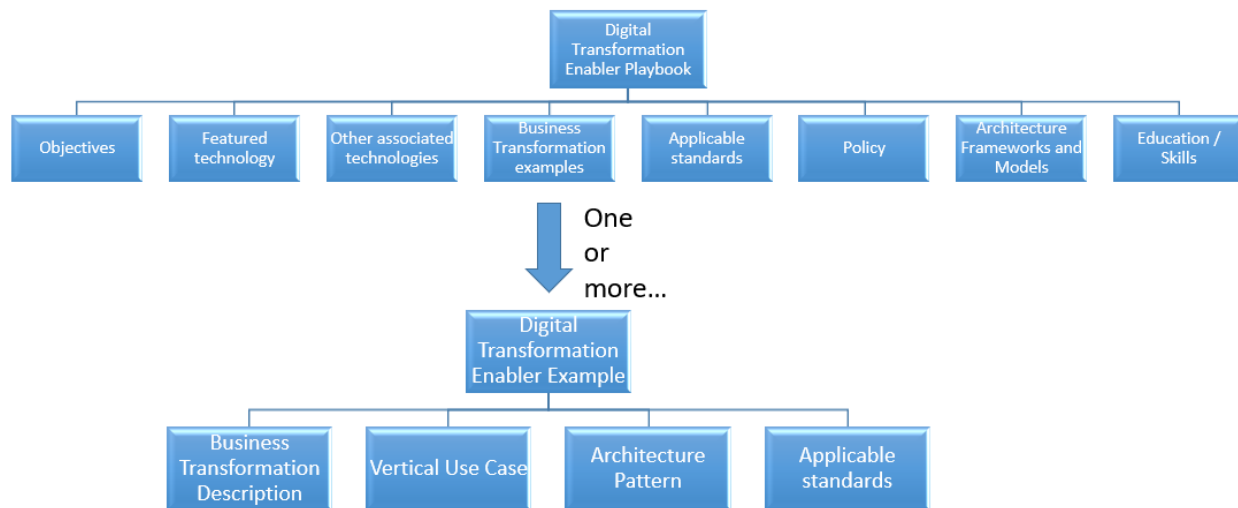 Digital
Transformation
Enabler Playbook
Objectives
Featured
technology
Other associated
technologies
Business
Transformation
examples
Applicable
standards
Policy
Architecture
Frameworks and
Models
Education /
Skills
One
or
more...
Digital
Transformation
Enabler Example
Business
Transformation
Description
Vertical Use Case
Architecture
Pattern
Applicable
standards